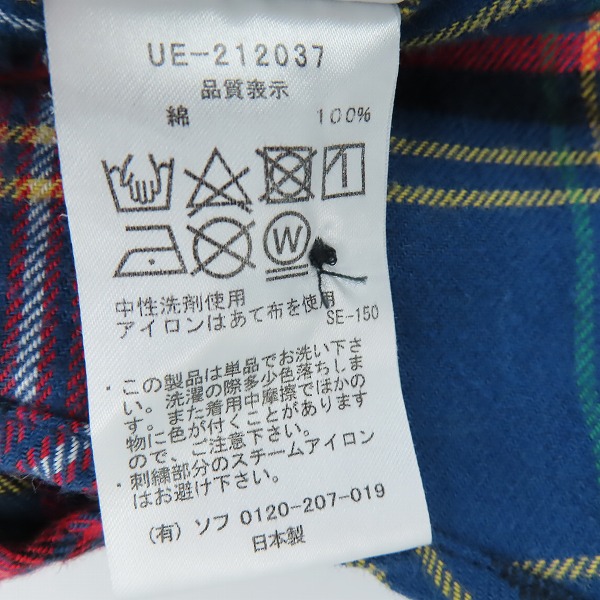 UE-212037
品質表示
綿 100%
W
中性洗剤使用
アイロンはあて布を使用
SE-150
・この製品は単品でお洗い下さ
い。洗濯の際多少色落ちしま
す。また着用中摩擦でほかの
物に色が付くことがあります
ので、ご注意下さい。
・刺繍部分のスチームアイロン
はお避け下さい。
(有) ソフ 0120-207-019
日本製